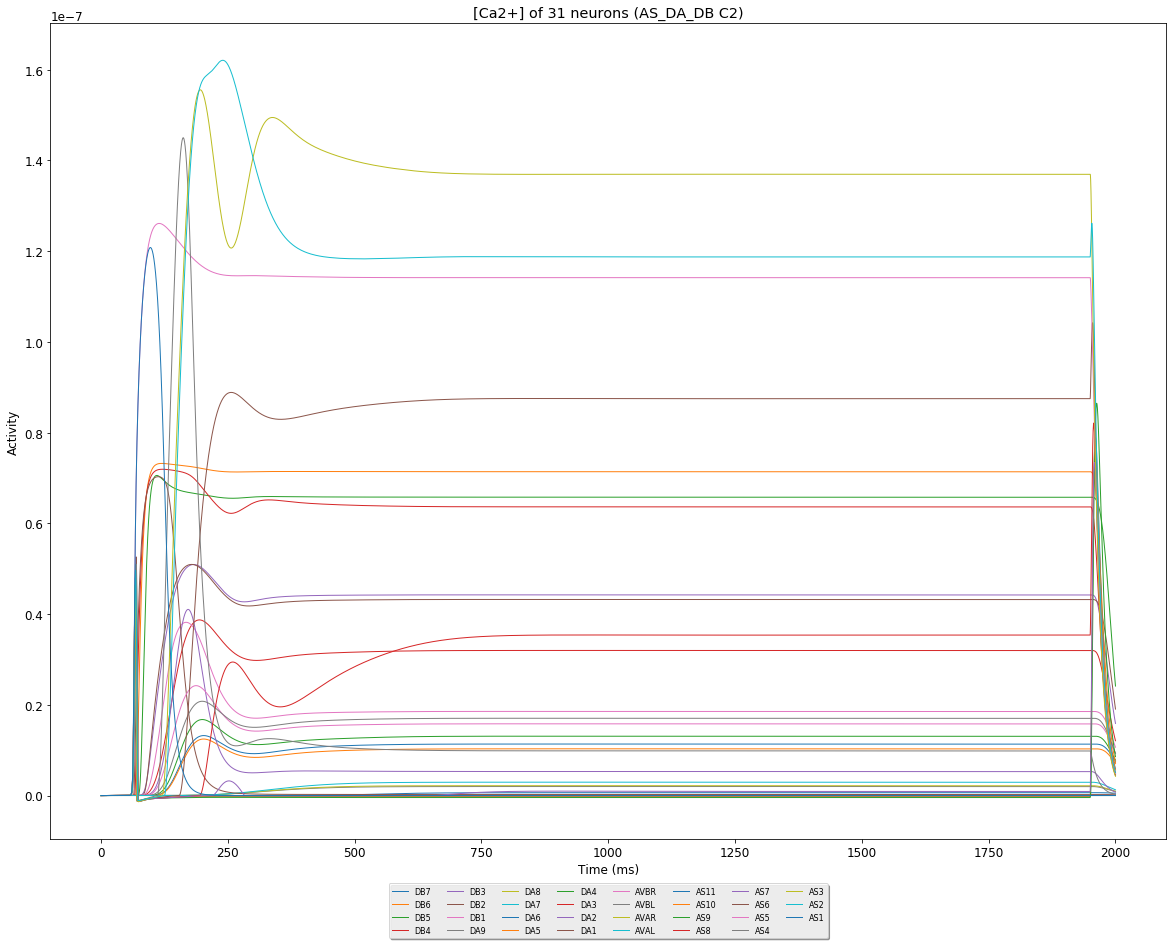 [Ca2+] of 31 neurons (AS_DA_DB C2)
1e−7
1.6
1.4
1.2
1.0
0.8
0.6
0.4
0.2
0.0
Activity
0 250 500 750 1000 1250 1500 1750 2000
Time (ms)
DB7 DB3 DA8 DA4 AVBR AS11 AS7 AS3
DB6 DB2 DA7 DA3 AVBL AS10 AS6 AS2
DB5 DB1 DA6 DA2 AVAR AS9 AS5 AS1
DB4 DA9 DA5 DA1 AVAL AS8 AS4